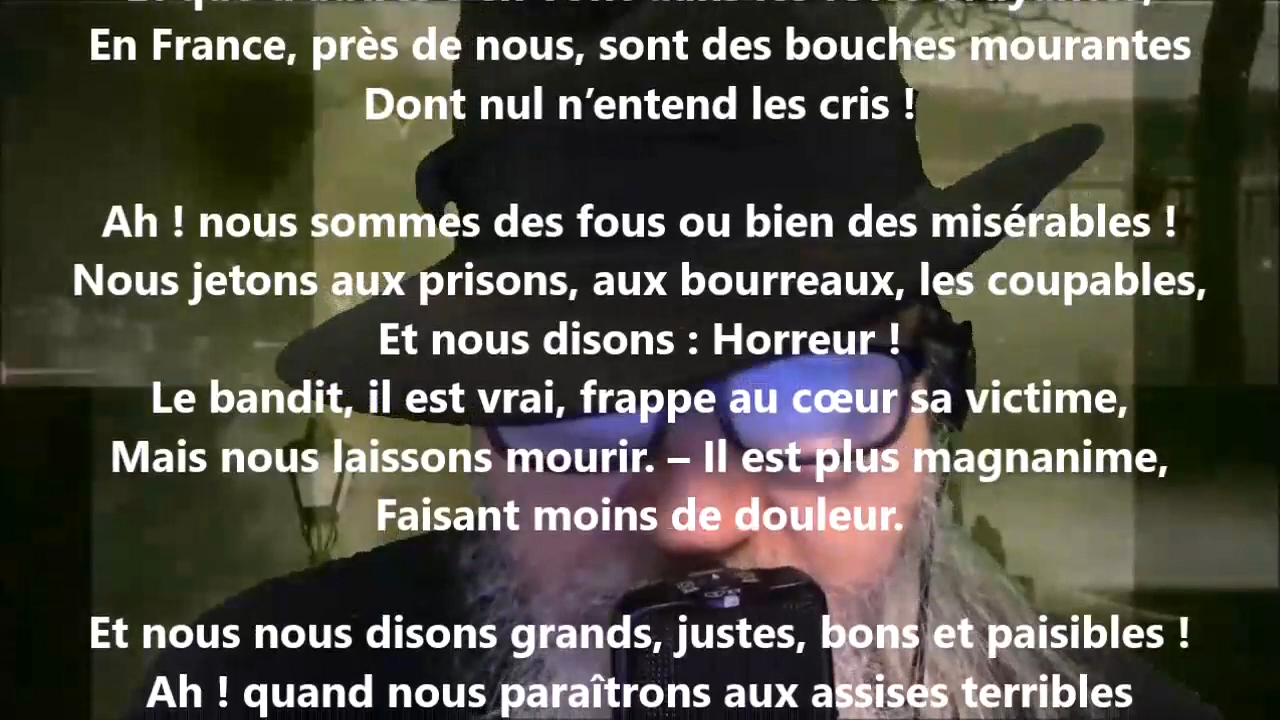 En France, près de nous, sont des bouches mourantes
Dont nul n’entend les cris !
Ah ! nous sommes des fous ou bien des misérables !
Nous jetons aux prisons, aux bourreaux, les coupables,
Et nous disons : Horreur !
Le bandit, il est vrai, frappe au cœur sa victime,
Mais nous laissons mourir. – Il est plus magnanime,
Faisant moins de douleur.
Et nous nous disons grands, justes, bons et paisibles !
Ah ! quand nous paraîtrons aux assises terribles